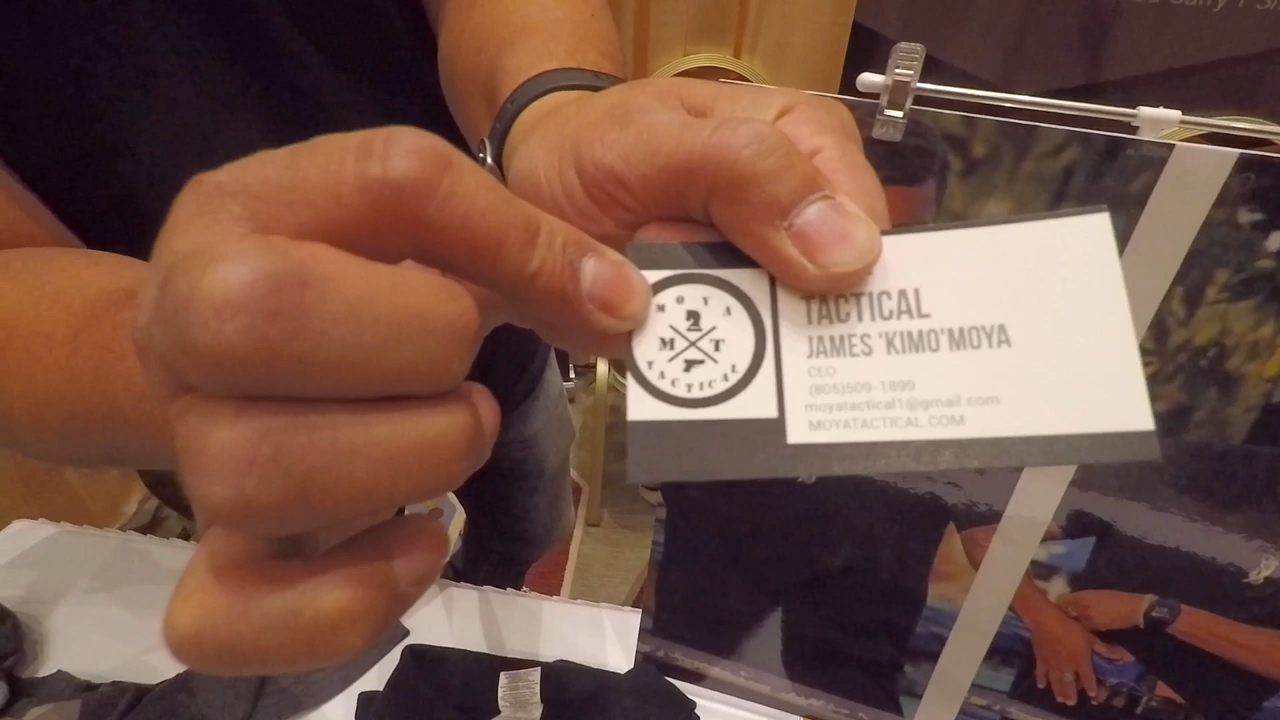 MOYA
M T
TACTICAL
TACTICAL
JAMES 'KIMO'MOYA
CEO
(805)509-1899
moyatactical1@gmail.com
MOYATACTICAL.COM